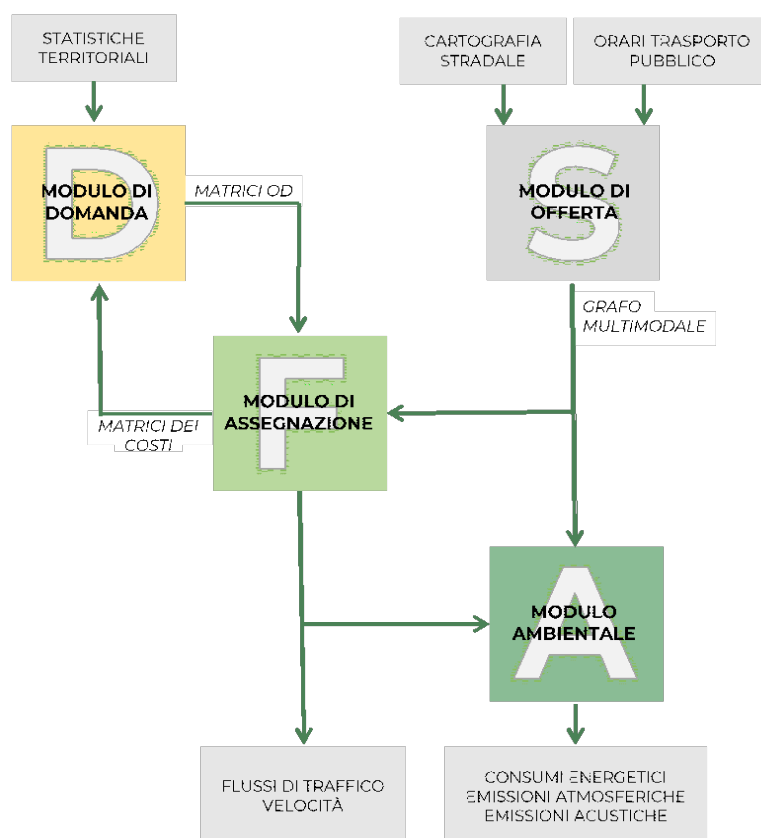 STATISTICHE
TERRITORIALI
CARTOGRAFIA
STRADALE
ORARI TRASPORTO
PUBBLICO
D
MODULO DI
DOMANDA
MATRICI OD
S
MODULO DI
OFFERTA
GRAFO
MULTIMODALE
F
MODULO DI
ASSEGNAZIONE
MATRICI DEI
COSTI
A
MODULO
AMBIENTALE
FLUSSI DI TRAFFICO
VELOCITÀ
CONSUMI ENERGETICI
EMISSIONI ATMOSFERICHE
EMISSIONI ACUSTICHE